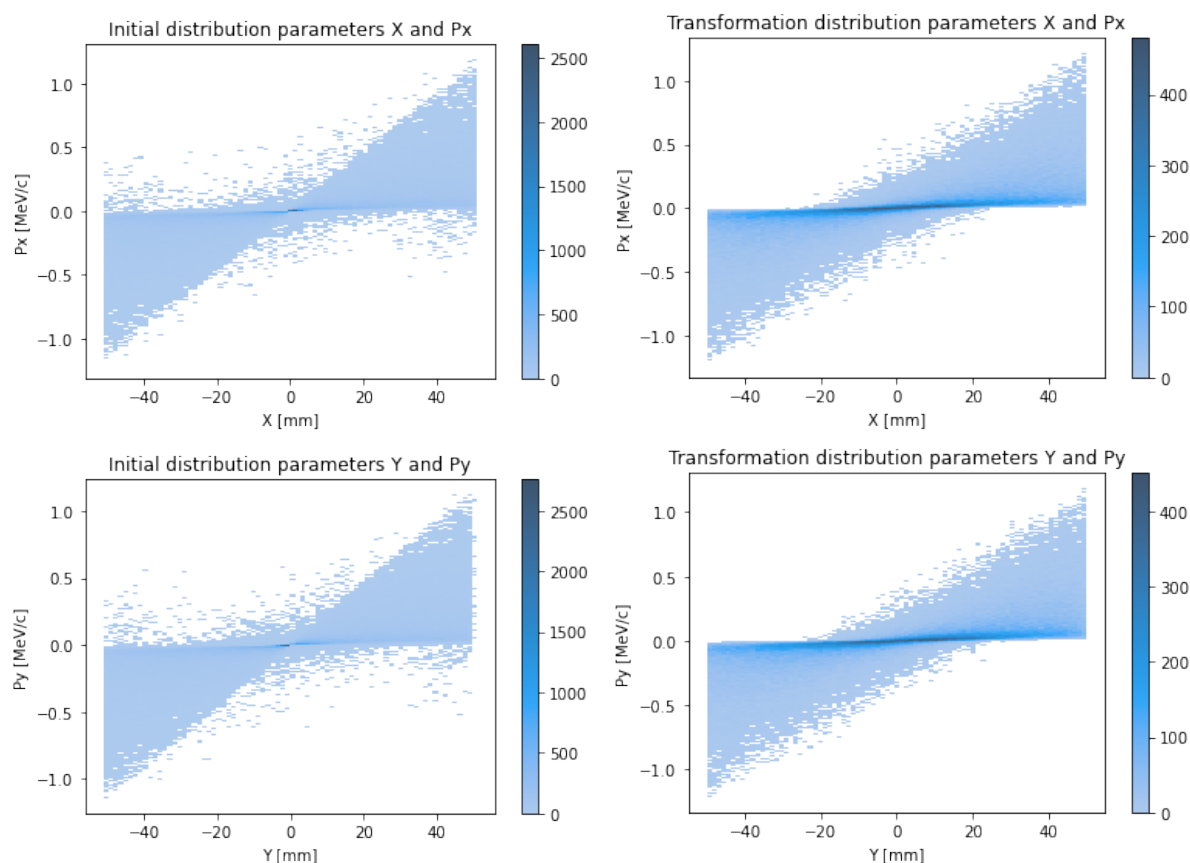 Initial distribution parameters X and Px
1.0
0.5
0.0
−0.5
−1.0
Px [MeV/c]
−40 −20 0 20 40
X [mm]
2500
2000
1500
1000
500
0
Transformation distribution parameters X and Px
1.0
0.5
0.0
−0.5
−1.0
Px [MeV/c]
−40 −20 0 20 40
X [mm]
400
300
200
100
0
Initial distribution parameters Y and Py
1.0
0.5
0.0
−0.5
−1.0
Py [MeV/c]
−40 −20 0 20 40
Y [mm]
2500
2000
1500
1000
500
0
Transformation distribution parameters Y and Py
1.0
0.5
0.0
−0.5
−1.0
Py [MeV/c]
−40 −20 0 20 40
Y [mm]
400
300
200
100
0